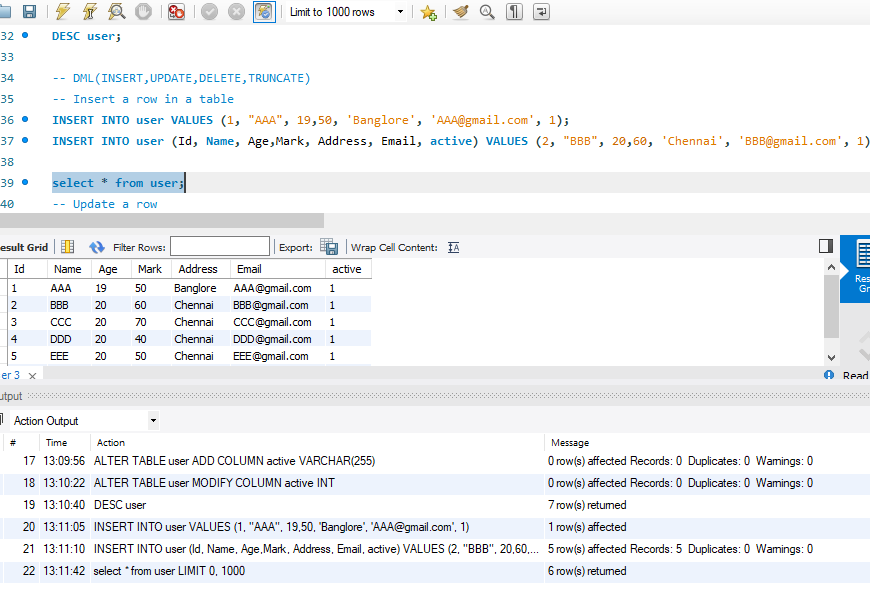 Limit to 1000 rows
32 DESC user;
33
34 -- DML(INSERT,UPDATE,DELETE,TRUNCATE)
35 -- Insert a row in a table
36 INSERT INTO user VALUES (1, "AAA", 19,50, 'Banglore', 'AAA@gmail.com', 1);
37 INSERT INTO user (Id, Name, Age,Mark, Address, Email, active) VALUES (2, "BBB", 20,60, 'Chennai', 'BBB@gmail.com', 1)
38
39 select * from user;
40 -- Update a row
esult Grid Filter Rows: Export: Wrap Cell Content: IA
Id Name Age Mark Address Email active
1 AAA 19 50 Banglore AAA@gmail.com 1
2 BBB 20 60 Chennai BBB@gmail.com 1
3 CCC 20 70 Chennai CCC@gmail.com 1
4 DDD 20 40 Chennai DDD@gmail.com 1
5 EEE 20 50 Chennai EEE@gmail.com 1
Res
Gr
er 3
Read
utput
Action Output
# Time Action Message
17 13:09:56 ALTER TABLE user ADD COLUMN active VARCHAR(255) 0 row(s) affected Records: 0 Duplicates: 0 Warnings: 0
18 13:10:22 ALTER TABLE user MODIFY COLUMN active INT 0 row(s) affected Records: 0 Duplicates: 0 Warnings: 0
19 13:10:40 DESC user 7 row(s) returned
20 13:11:05 INSERT INTO user VALUES (1, "AAA", 19,50, 'Banglore', 'AAA@gmail.com', 1) 1 row(s) affected
21 13:11:10 INSERT INTO user (Id, Name, Age,Mark, Address, Email, active) VALUES (2, "BBB", 20,60,... 5 row(s) affected Records: 5 Duplicates: 0 Warnings: 0
22 13:11:42 select * from user LIMIT 0, 1000 6 row(s) returned